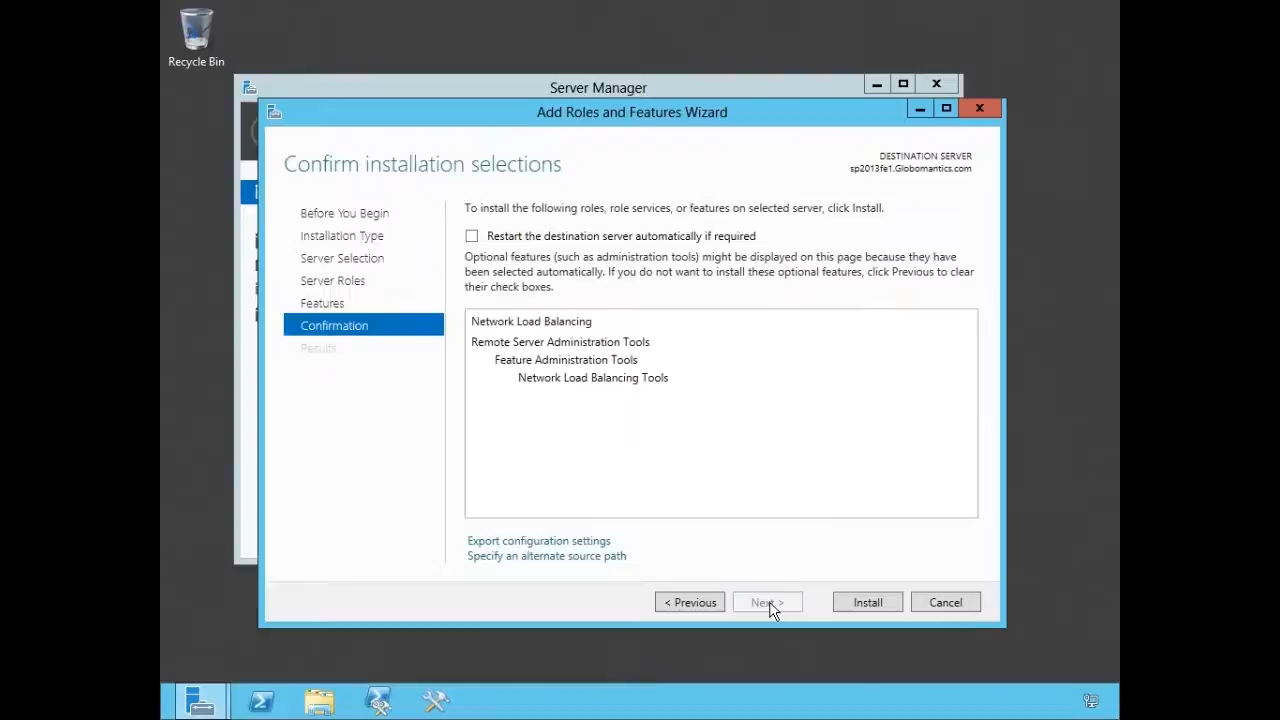 Recycle Bin
Server Manager
Add Roles and Features Wizard
Confirm installation selections
DESTINATION SERVER
sp2013fe1.Globomantics.com
Before You Begin
Installation Type
Server Selection
Server Roles
Features
Confirmation
Results
To install the following roles, role services, or features on selected server, click Install.
Restart the destination server automatically if required
Optional features (such as administration tools) might be displayed on this page because they have
been selected automatically. If you do not want to install these optional features, click Previous to clear
their check boxes.
Network Load Balancing
Remote Server Administration Tools
Feature Administration Tools
Network Load Balancing Tools
Export configuration settings
Specify an alternate source path
< Previous
Next >
Install
Cancel